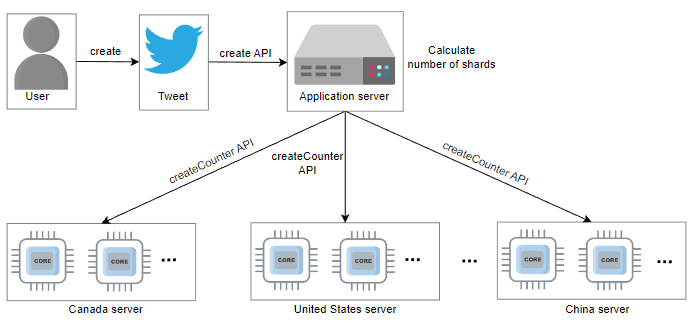 create
create API
Calculate
number of shards
User
Tweet
Application server
createCounter API
createCounter
API
createCounter API
CORE
CORE
...
CORE
CORE
...
...
CORE
CORE
...
Canada server
United States server
China server